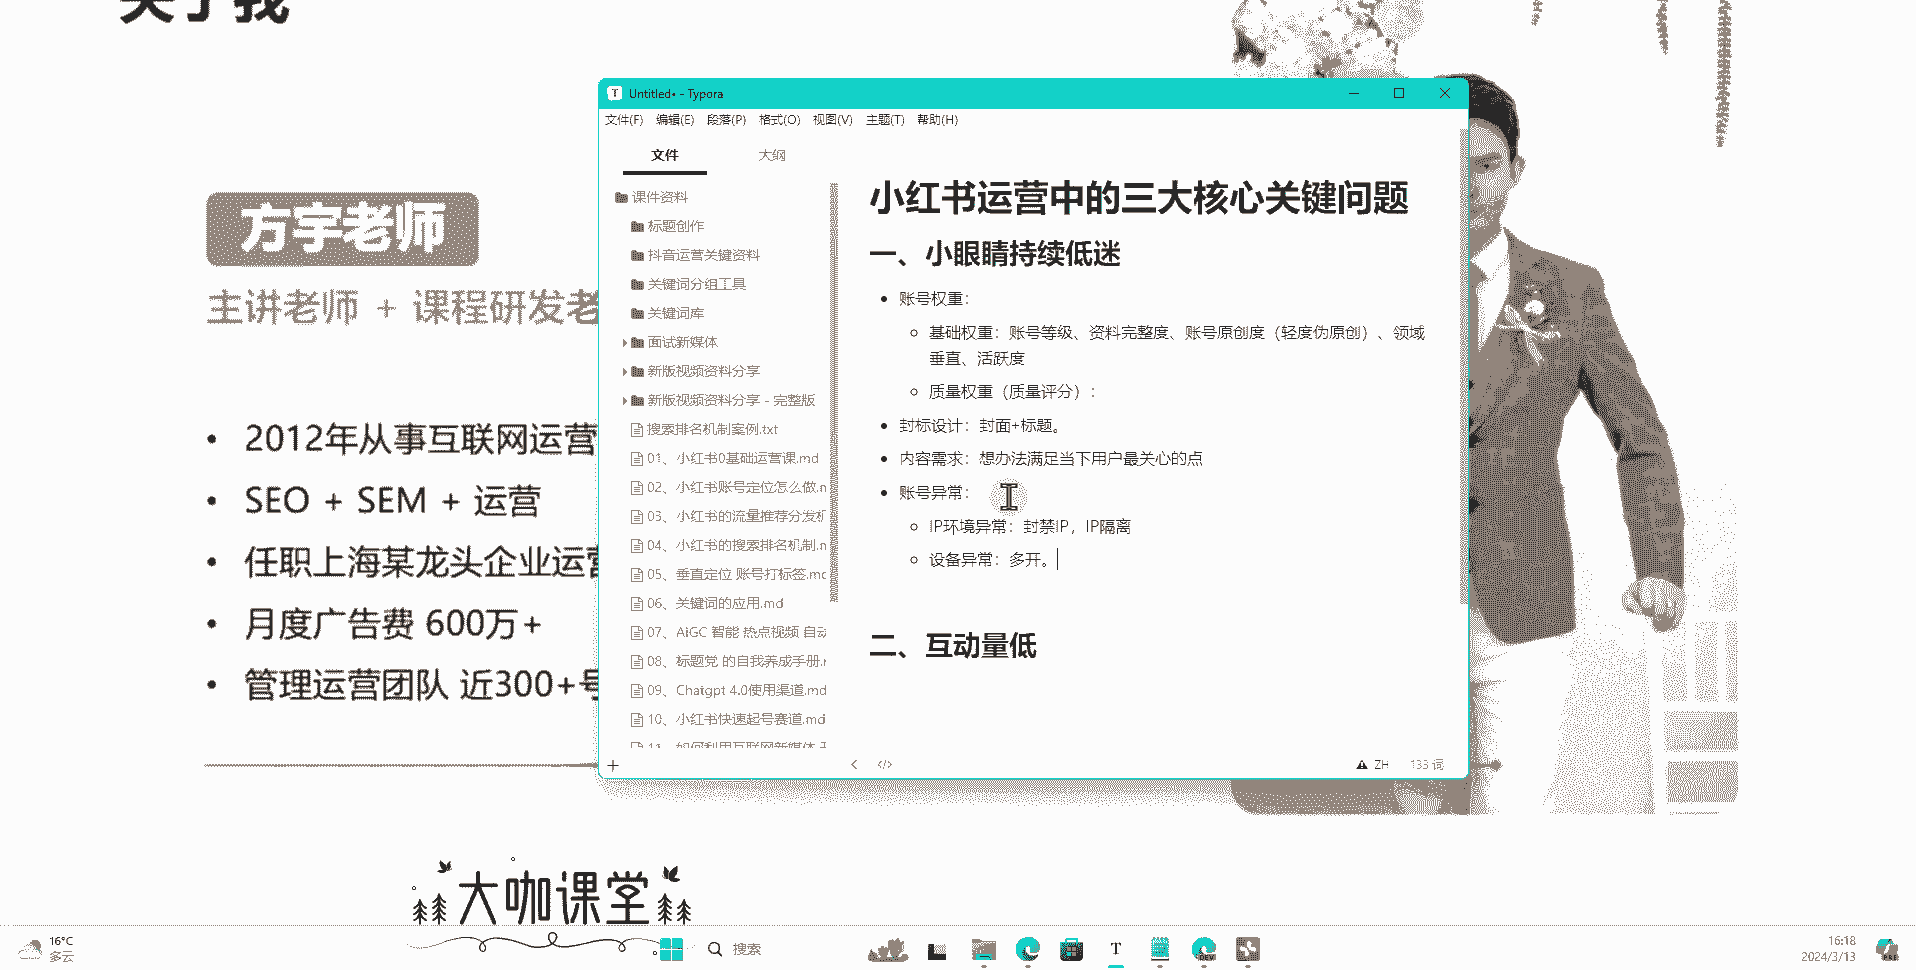 关于我
方宇老师
主讲老师 + 课程研发老
2012年从事互联网运营
SEO + SEM + 运营
任职上海某龙头企业运营
月度广告费 600万+
管理运营团队 近300+号
大咖课堂
Untitled• - Typora
文件(F) 编辑(E) 段落(P) 格式(O) 视图(V) 主题(T) 帮助(H)
文件 大纲
课件资料
标题创作
抖音运营关键资料
关键词分组工具
关键词库
面试新媒体
新版视频资料分享
新版视频资料分享 - 完整版
搜索排名机制案例.txt
01、小红书0基础运营课.md
02、小红书账号定位怎么做.m
03、小红书的流量推荐分发机
04、小红书的搜索排名机制.m
05、垂直定位 账号打标签.md
06、关键词的应用.md
07、AIGC 智能 热点视频 自动
08、标题党 的自我养成手册.m
09、Chatgpt 4.0使用渠道.md
10、小红书快速起号赛道.md
11、如何利用互联网新媒体
小红书运营中的三大核心关键问题
一、小眼睛持续低迷
账号权重：
基础权重：账号等级、资料完整度、账号原创度（轻度伪原创）、领域
垂直、活跃度
质量权重（质量评分）：
封标设计：封面+标题。
内容需求：想办法满足当下用户最关心的点
账号异常：
IP环境异常：封禁IP，IP隔离
设备异常：多开。
二、互动量低
ZH 133 词
16°C
多云
搜索
16:18
2024/3/13